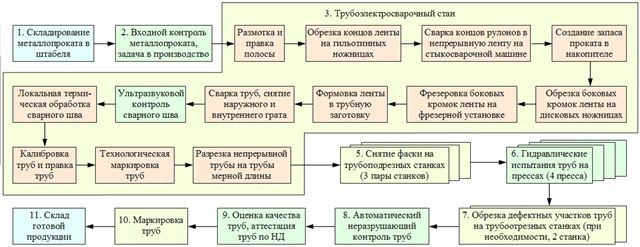 3. Трубоэлектросварочный стан
1. Складирование
металлопроката в
штабеля
2. Входной контроль
металлопроката,
задача в производство
Размотка и
правка
полосы
Обрезка концов ленты
на гильотинных
ножницах
Сварка концов рулонов в
непрерывную ленту на
стыкосварочной машине
Создание запаса
проката в
накопителе
Обрезка боковых
кромок ленты на
дисковых ножницах
Фрезеровка боковых
кромок ленты на
фрезерной установке
Формовка ленты
в трубную
заготовку
Сварка труб, снятие
наружного и
внутреннего грата
Ультразвуковой
контроль
сварного шва
Локальная терми-
ческая обработка
сварного шва
Калибровка
труб и правка
труб
Технологическая
маркировка
труб
Разрезка непрерывной
трубы на трубы
мерной длины
5. Снятие фаски на
трубоподрезных станках
(3 пары станков)
6. Гидравлические
испытания труб на
прессах (4 пресса)
7. Обрезка дефектных участков труб
на трубоотрезных станках (при
необходимости, 2 станка)
8. Автоматический
неразрушающий
контроль труб
9. Оценка качества
труб, аттестация
труб по НД
10. Маркировка
труб
11. Склад
готовой
продукции